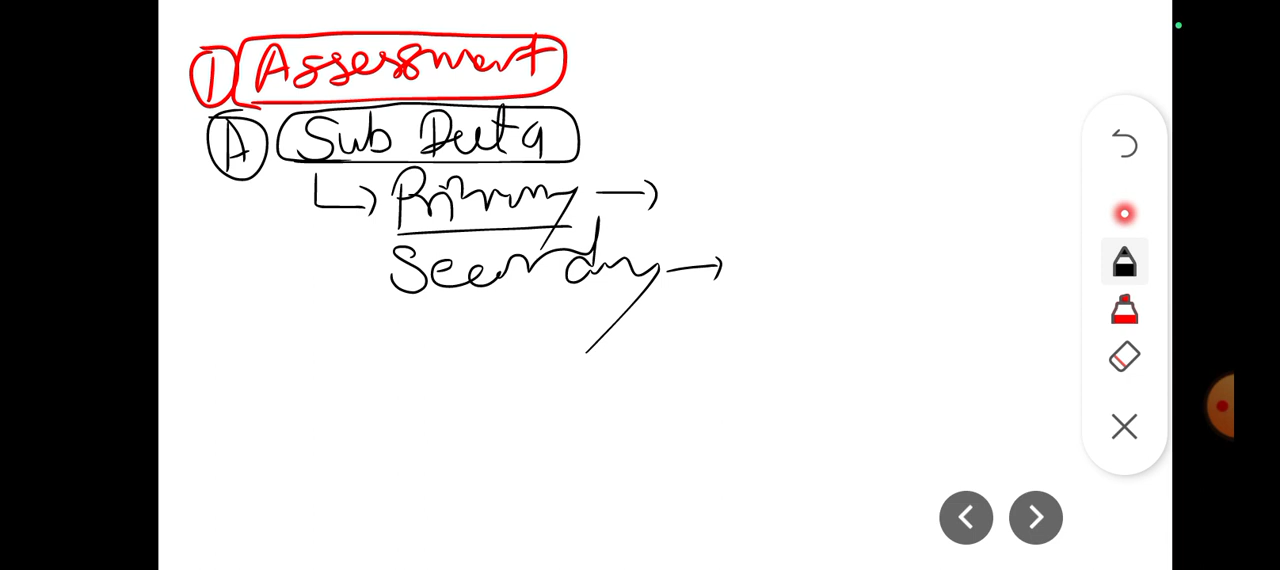 ① Assessment
Ⓐ Sub Data
↳ Primary →
Secondary →